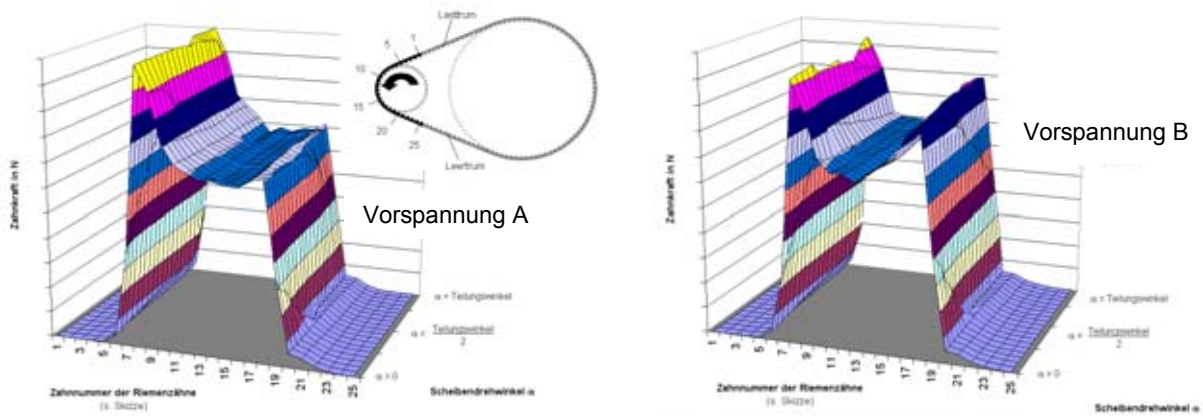 Zahnkraft in N
Lasttrum
1
5
10
15
20
25
Leertrum
Vorspannung A
α = Teilungswinkel
α = Teilungswinkel
2
α = 0
1 3 5 7 9 11 13 15 17 19 21 23 25
Zahnnummer der Riemenzähne
(s. Skizze)
Scheibendrehwinkel α
Zahnkraft in N
Vorspannung B
α = Teilungswinkel
α = Teilungswinkel
2
α = 0
1 3 5 7 9 11 13 15 17 19 21 23 25
Zahnnummer der Riemenzähne
(s. Skizze)
Scheibendrehwinkel α